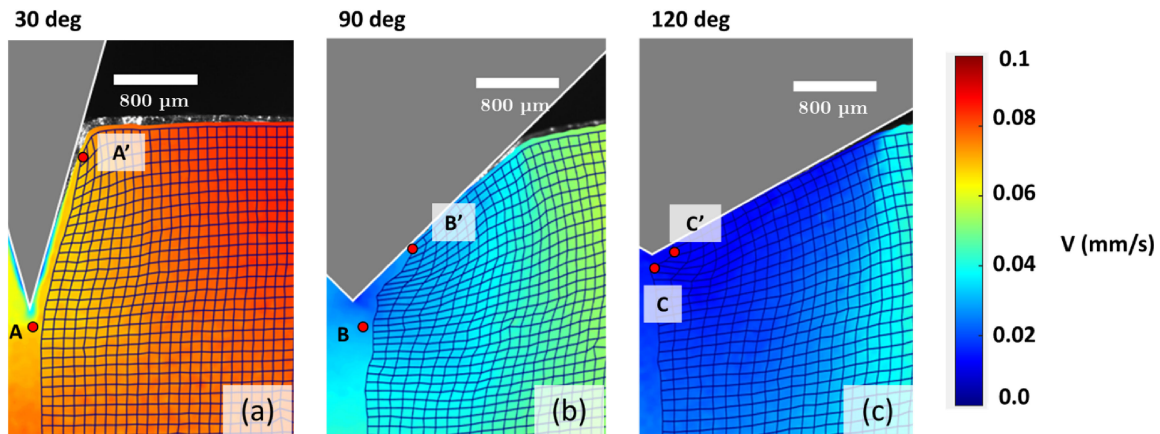 30 deg
90 deg
120 deg
800 µm
800 µm
800 µm
A'
B'
C'
A
B
C
(a)
(b)
(c)
0.1
0.08
0.06
0.04
0.02
0.0
V (mm/s)